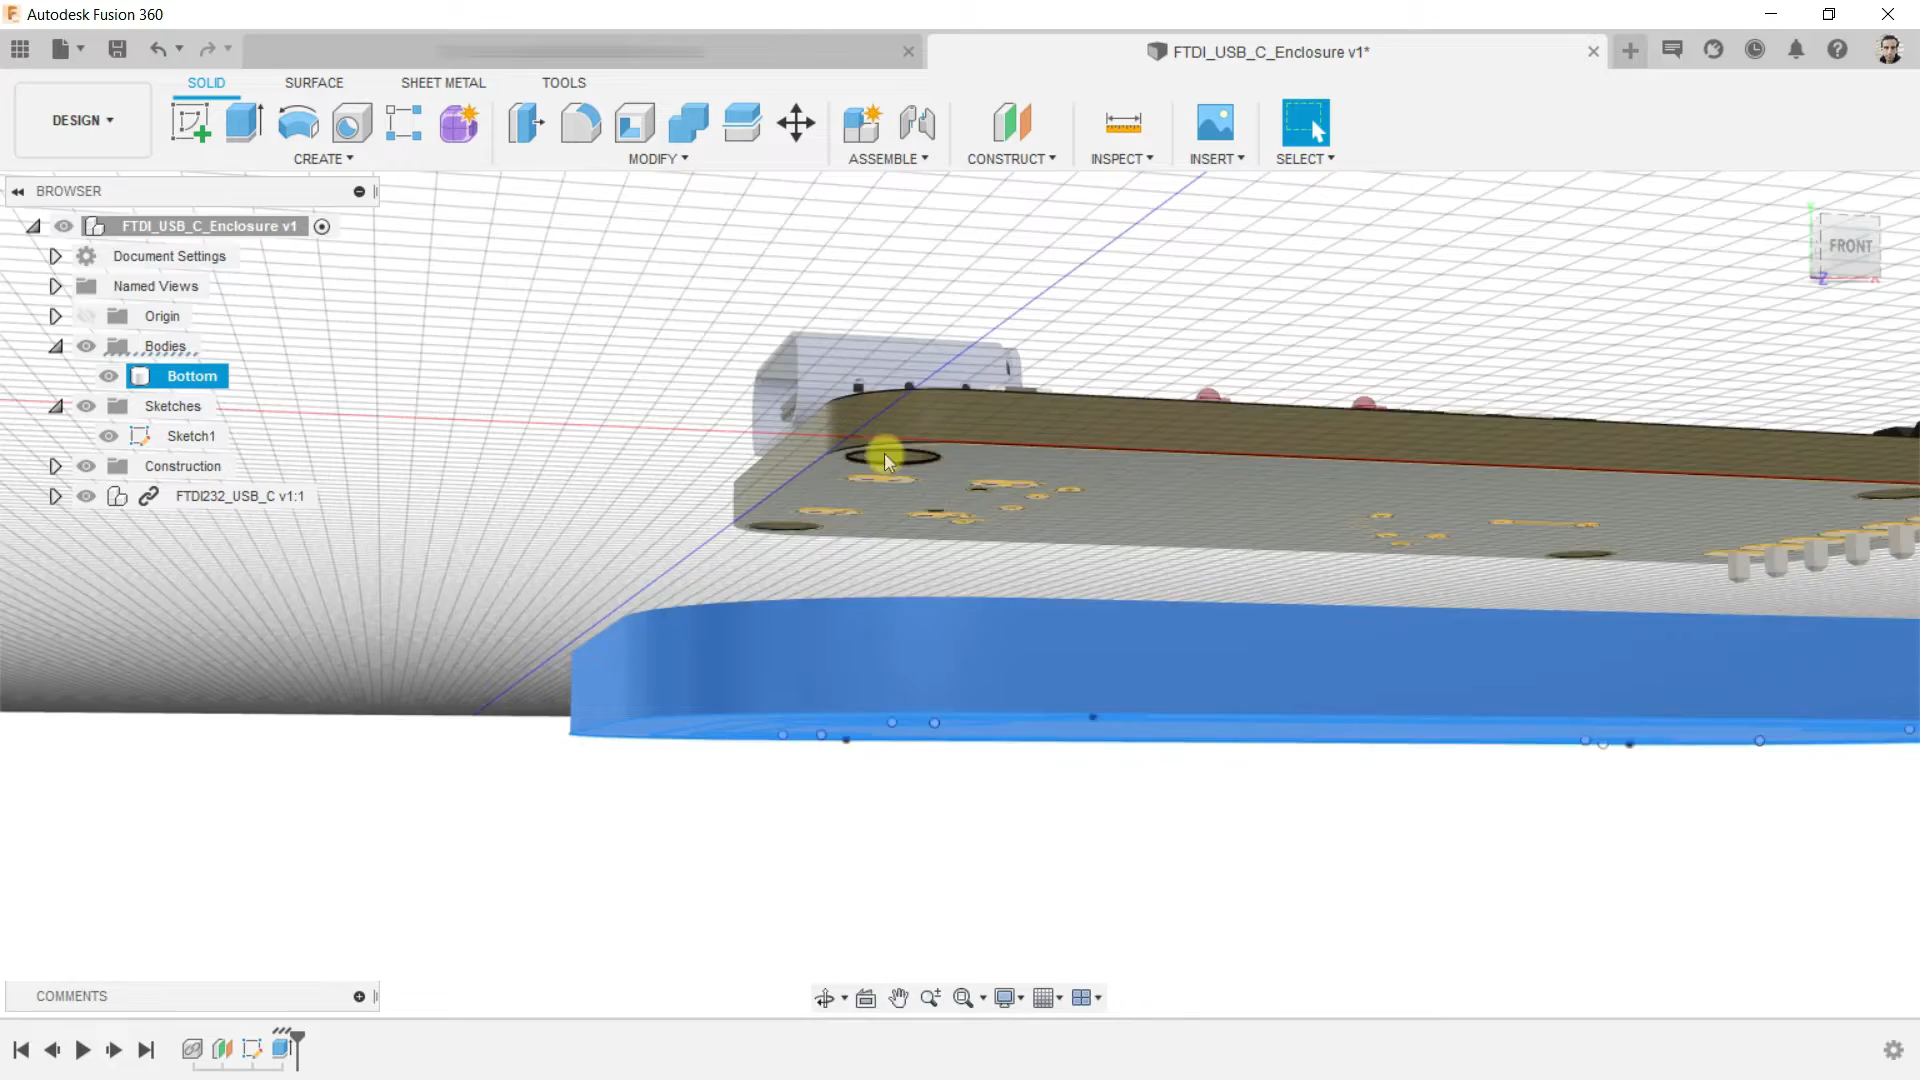 Autodesk Fusion 360
FTDI_USB_C_Enclosure v1*
SOLID SURFACE SHEET METAL TOOLS
DESIGN
CREATE MODIFY ASSEMBLE CONSTRUCT INSPECT INSERT SELECT
BROWSER
FTDI_USB_C_Enclosure v1
Document Settings
Named Views
Origin
Bodies
Bottom
Sketches
Sketch1
Construction
FTDI232_USB_C v1:1
FRONT
Z X
COMMENTS